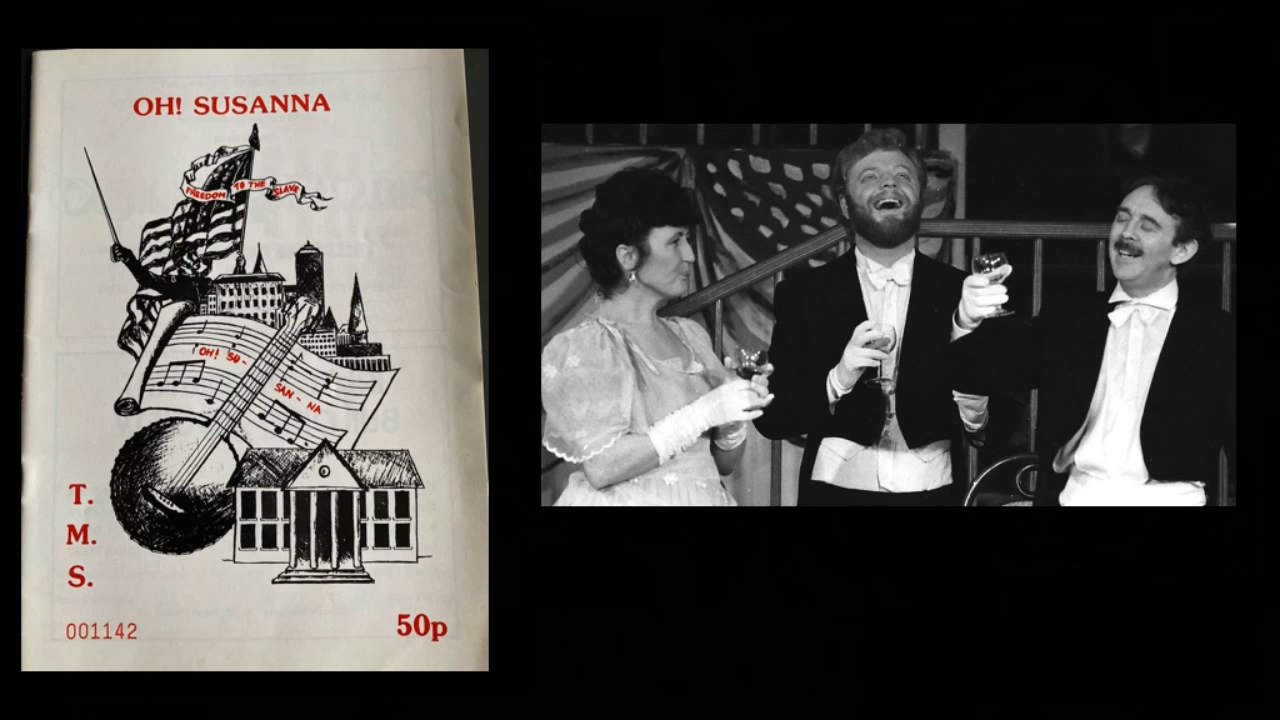 OH! SUSANNA
FREEDOM TO THE SLAVE
OH! SU-
SAN - NA
T.
M.
S.
001142
50p